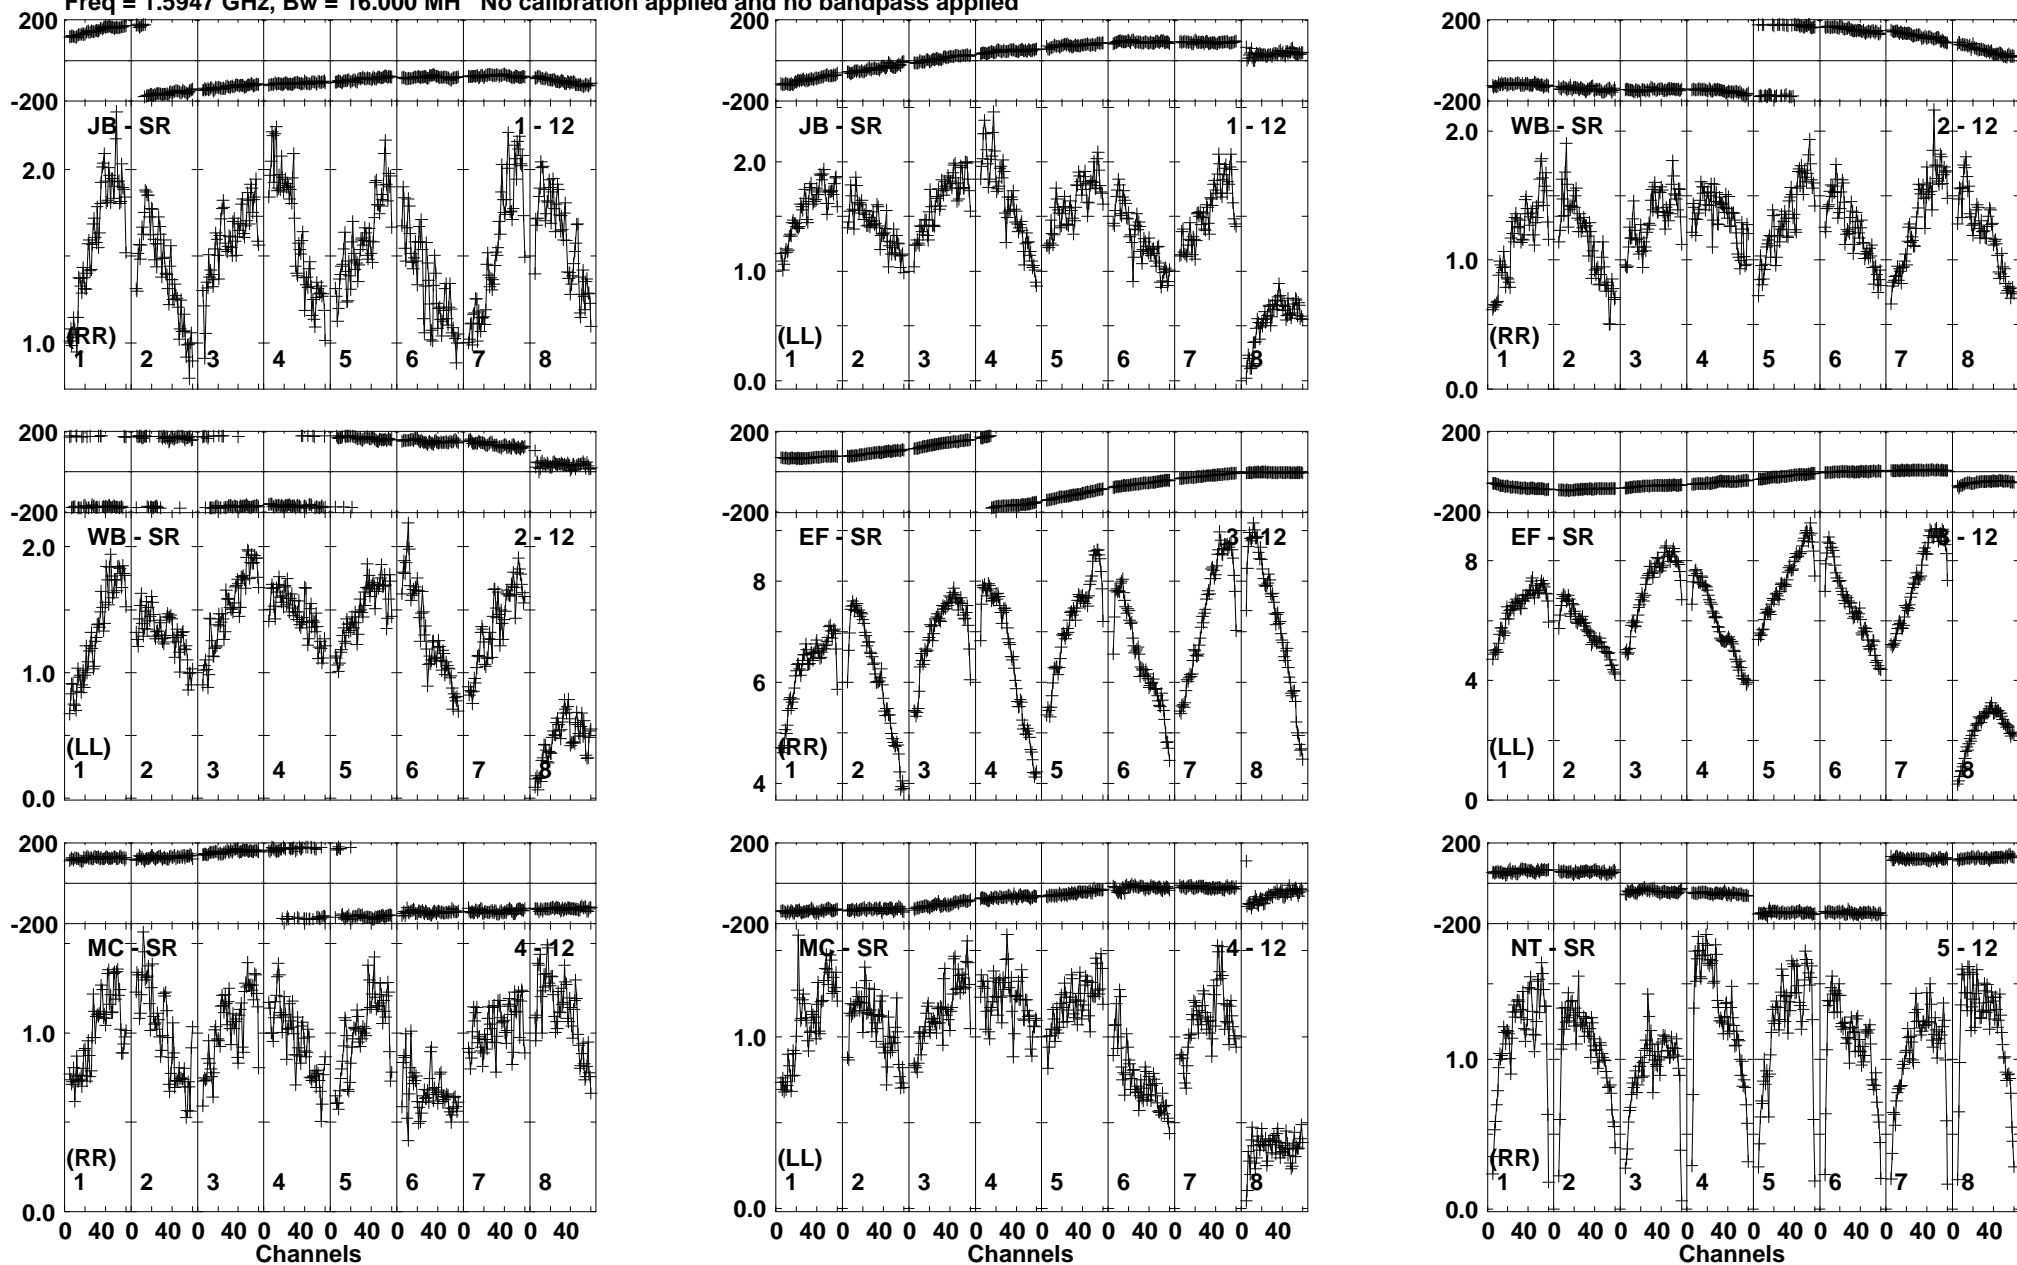 Freq = 1.5947 GHz, Bw = 16.000 MH No calibration applied and no bandpass applied
200 200 200
-200 -200 -200
JB - SR 1 - 12 JB - SR 1 - 12 WB - SR 2 - 12
2.0 2.0 2.0
1.0 1.0 1.0
(RR) (LL) (RR)
1 2 3 4 5 6 7 8 1 2 3 4 5 6 7 8 1 2 3 4 5 6 7 8
0.0 0.0
200 200 200
-200 -200 -200
WB - SR 2 - 12 EF - SR 3 - 12 EF - SR 3 - 12
2.0 8 8
1.0 6 4
(LL) (RR) (LL)
1 2 3 4 5 6 7 8 1 2 3 4 5 6 7 8 1 2 3 4 5 6 7 8
0.0 4 0
200 200 200
-200 -200 -200
MC - SR 4 - 12 MC - SR 4 - 12 NT - SR 5 - 12
1.0 1.0 1.0
(RR) (LL) (RR)
1 2 3 4 5 6 7 8 1 2 3 4 5 6 7 8 1 2 3 4 5 6 7 8
0.0 0.0 0.0
0 40 0 40 0 40 0 40 0 40 0 40 0 40 0 40 0 40 0 40 0 40 0 40 0 40 0 40 0 40 0 40 0 40 0 40 0 40 0 40 0 40 0 40 0 40 0 40
Channels Channels Channels